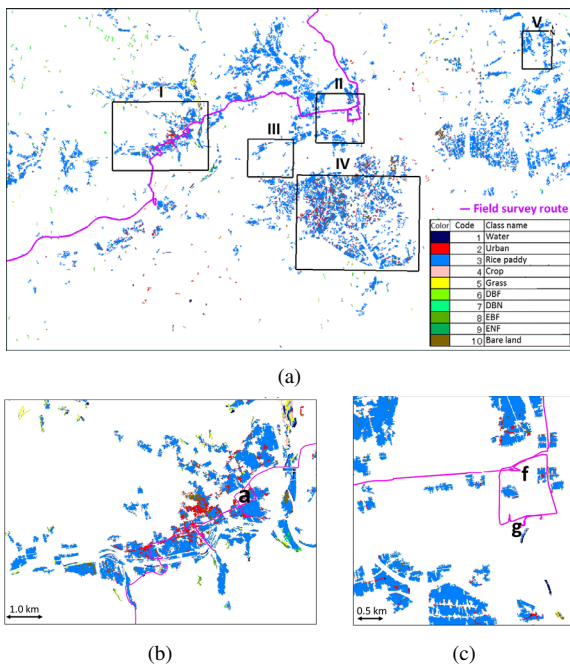 V
N
I
II
III
IV
— Field survey route
Color Code Class name
1 Water
2 Urban
3 Rice paddy
4 Crop
5 Grass
6 DBF
7 DBN
8 EBF
9 ENF
10 Bare land
(a)
a
1.0 km
(b)
f
g
0.5 km
(c)